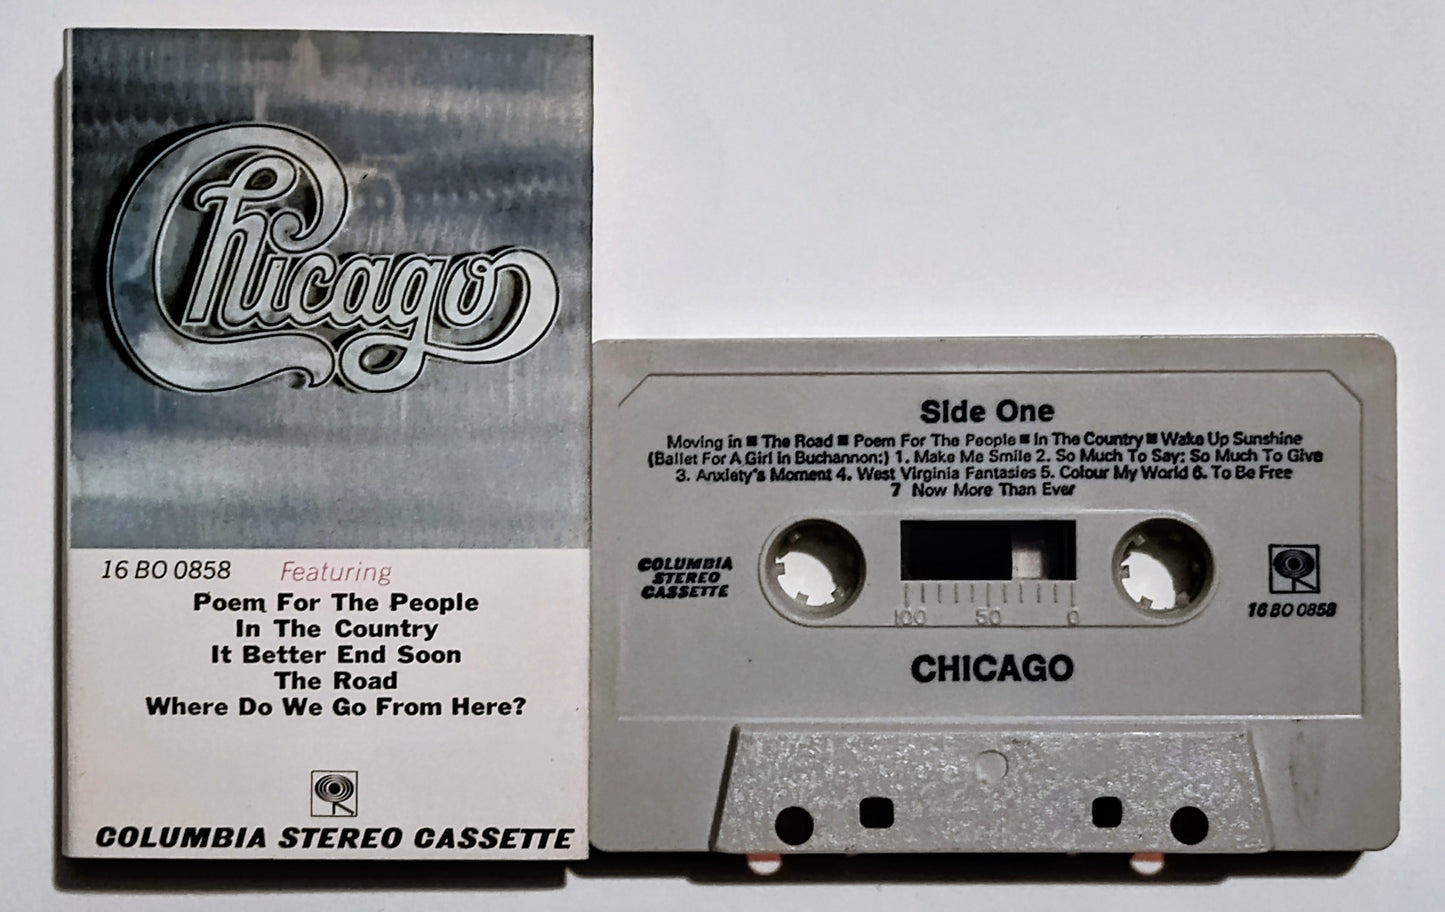 Chicago
16 BO 0858 Featuring
Poem For The People
In The Country
It Better End Soon
The Road
Where Do We Go From Here?
COLUMBIA STEREO CASSETTE
Side One
Moving in ■ The Road ■ Poem For The People ■ In The Country ■ Wake Up Sunshine
(Ballet For A Girl in Buchannon:) 1. Make Me Smile 2. So Much To Say: So Much To Give
3. Anxiety's Moment 4. West Virginia Fantasies 5. Colour My World 6. To Be Free
7 Now More Than Ever
COLUMBIA
STEREO
CASSETTE
100 50 0
16 BO 0858
CHICAGO